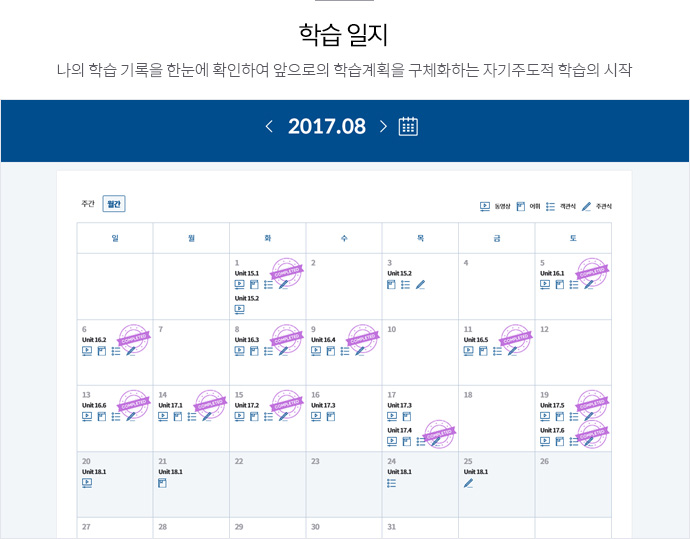 학습 일지
나의 학습 기록을 한눈에 확인하여 앞으로의 학습계획을 구체화하는 자기주도적 학습의 시작
2017.08
주간 월간 동영상 어휘 객관식 주관식
일 월 화 수 목 금 토
1 2 3 4 5
Unit 15.1 COMPLETED Unit 15.2 Unit 16.1 COMPLETED
Unit 15.2
6 7 8 9 10 11 12
Unit 16.2 COMPLETED Unit 16.3 COMPLETED Unit 16.4 COMPLETED Unit 16.5 COMPLETED
13 14 15 16 17 18 19
Unit 16.6 COMPLETED Unit 17.1 COMPLETED Unit 17.2 COMPLETED Unit 17.3 Unit 17.3 Unit 17.5 COMPLETED
Unit 17.4 COMPLETED Unit 17.6 COMPLETED
20 21 22 23 24 25 26
Unit 18.1 Unit 18.1 Unit 18.1 Unit 18.1
27 28 29 30 31